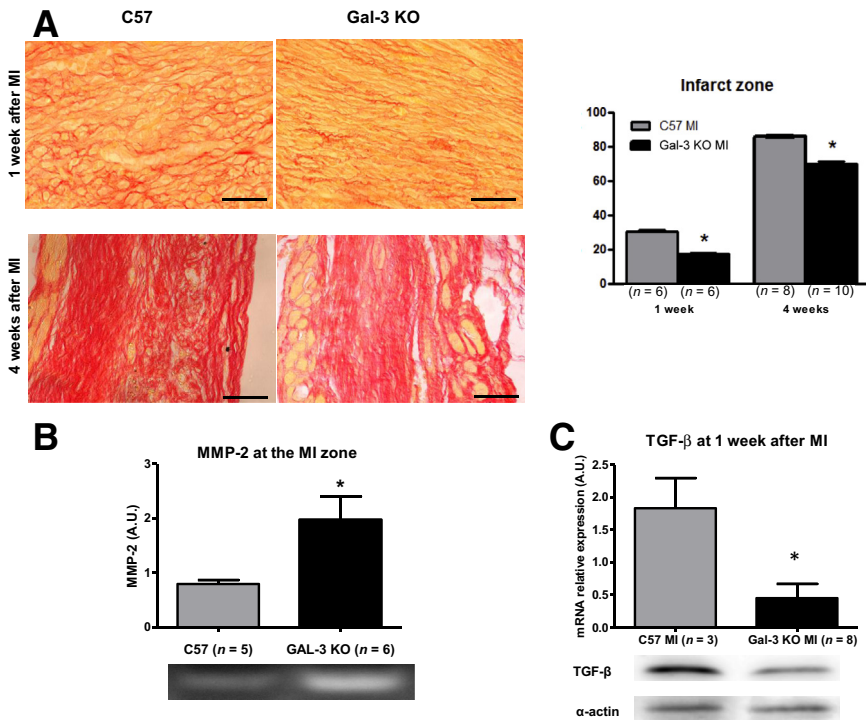 A
C57
Gal-3 KO
1 week after MI
4 weeks after MI
Infarct zone
100
80
60
40
20
0
C57 MI
Gal-3 KO MI
*
*
(n = 6) (n = 6) (n = 8) (n = 10)
1 week 4 weeks
B
MMP-2 at the MI zone
MMP-2 (A.U.)
3
2
1
0
*
C57 (n = 5) GAL-3 KO (n = 6)
C
TGF-β at 1 week after MI
mRNA relative expression (A.U.)
2.5
2.0
1.5
1.0
0.5
0.0
*
C57 MI (n = 3) Gal-3 KO MI (n = 8)
TGF-β
α-actin